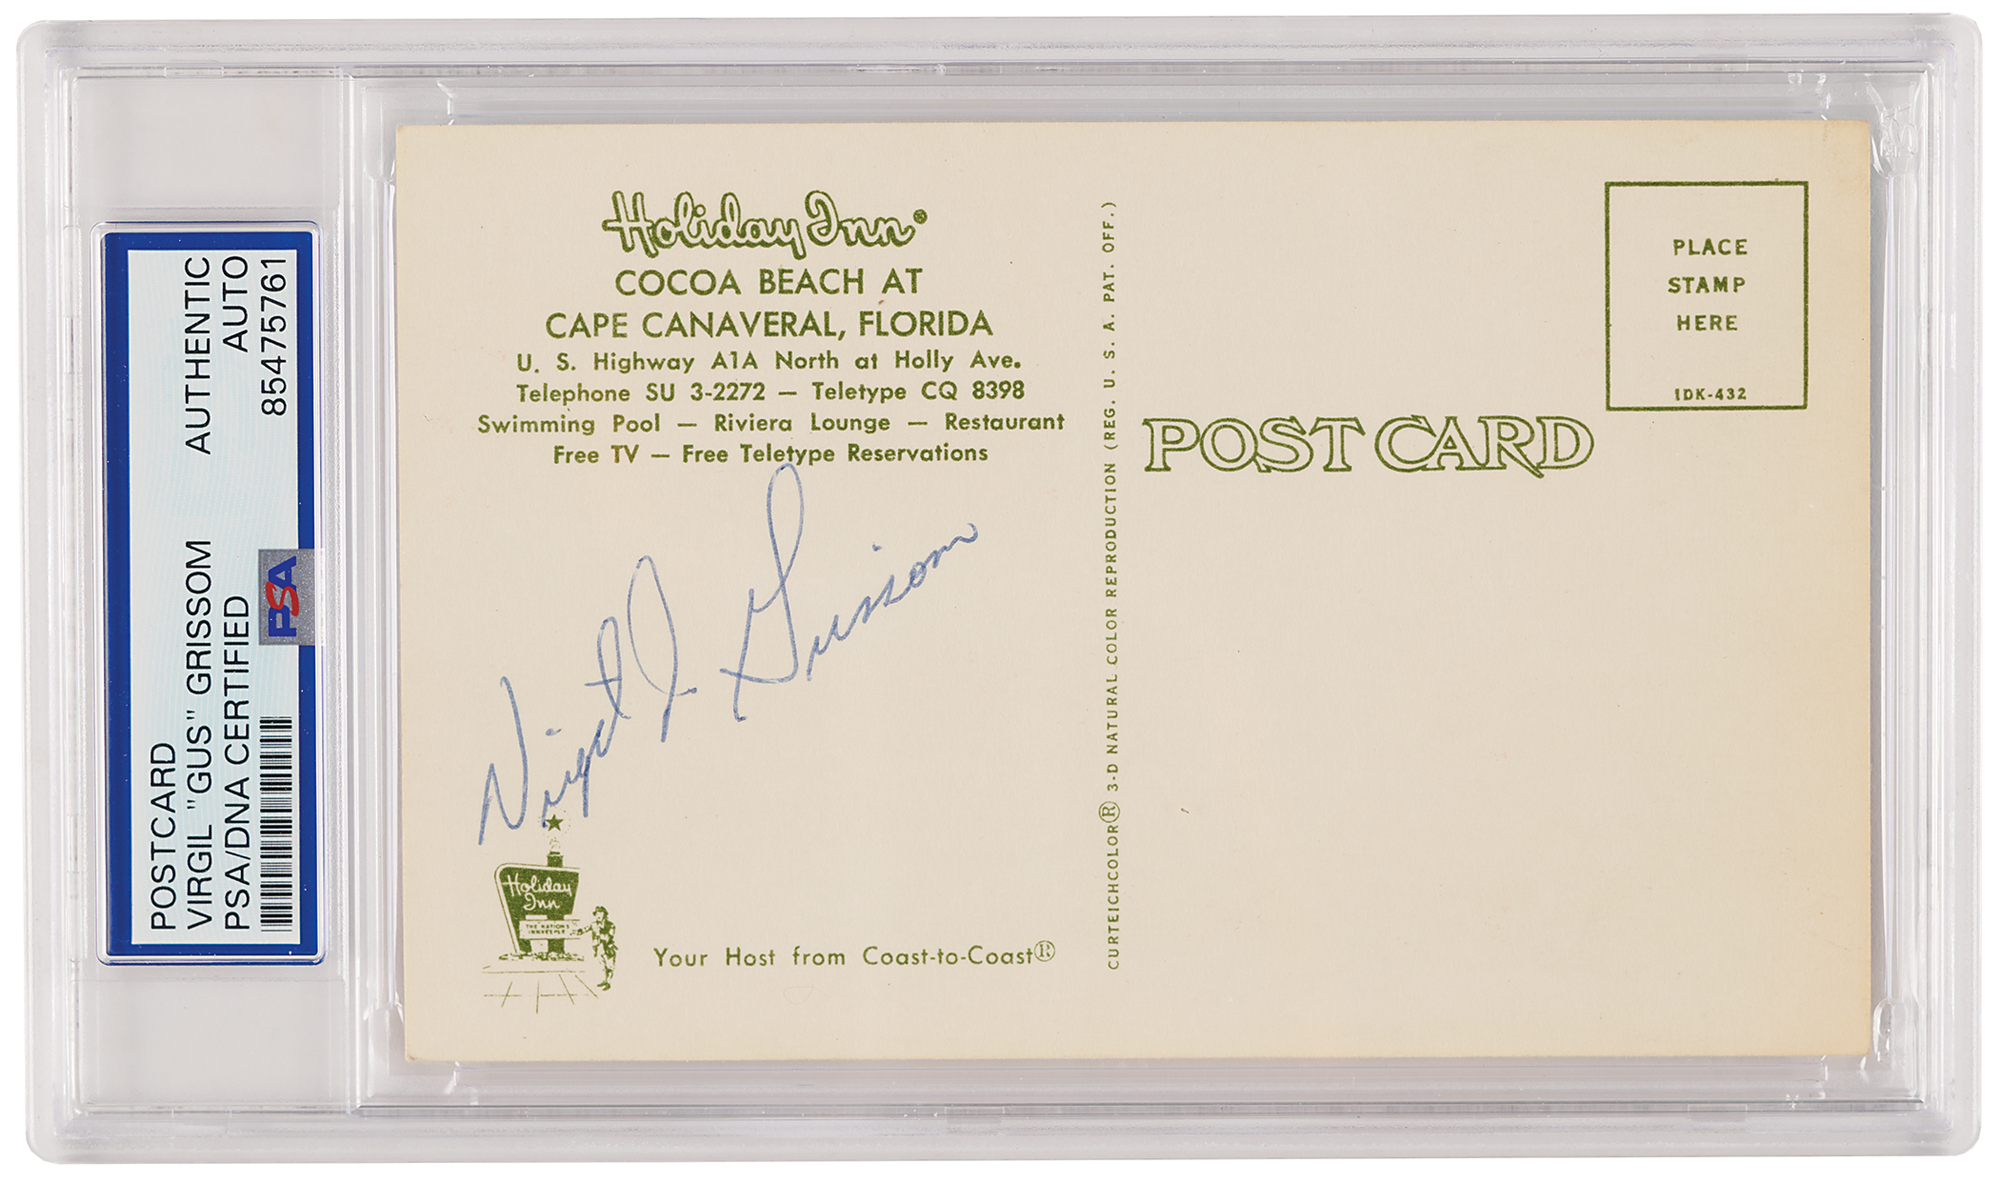 POSTCARD
VIRGIL "GUS" GRISSOM
PSA/DNA CERTIFIED
AUTHENTIC
AUTO
85475761
PSA
Holiday Inn®
COCOA BEACH AT
CAPE CANAVERAL, FLORIDA
U. S. Highway A1A North at Holly Ave.
Telephone SU 3-2272 — Teletype CQ 8398
Swimming Pool — Riviera Lounge — Restaurant
Free TV — Free Teletype Reservations
Virgil I. Grissom
Holiday
Inn
THE NATION'S
INNKEEPER
Your Host from Coast-to-Coast®
CURTEICHCOLOR® 3-D NATURAL COLOR REPRODUCTION (REG. U. S. A. PAT. OFF.)
POST CARD
PLACE
STAMP
HERE
1DK-432